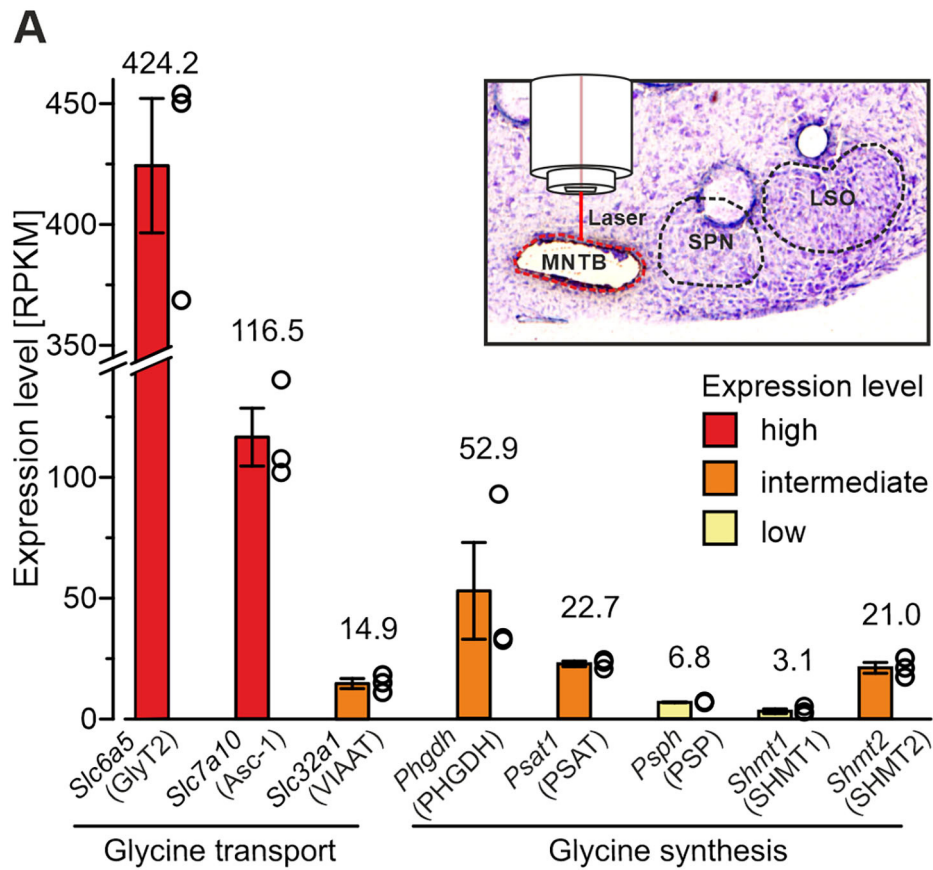 A
424.2
450
400
350
116.5
Expression level [RPKM]
100
50
0
14.9
52.9
22.7
6.8
3.1
21.0
Laser
MNTB
SPN
LSO
Expression level
high
intermediate
low
Slc6a5
(GlyT2)
Slc7a10
(Asc-1)
Slc32a1
(VIAAT)
Phgdh
(PHGDH)
Psat1
(PSAT)
Psph
(PSP)
Shmt1
(SHMT1)
Shmt2
(SHMT2)
Glycine transport
Glycine synthesis